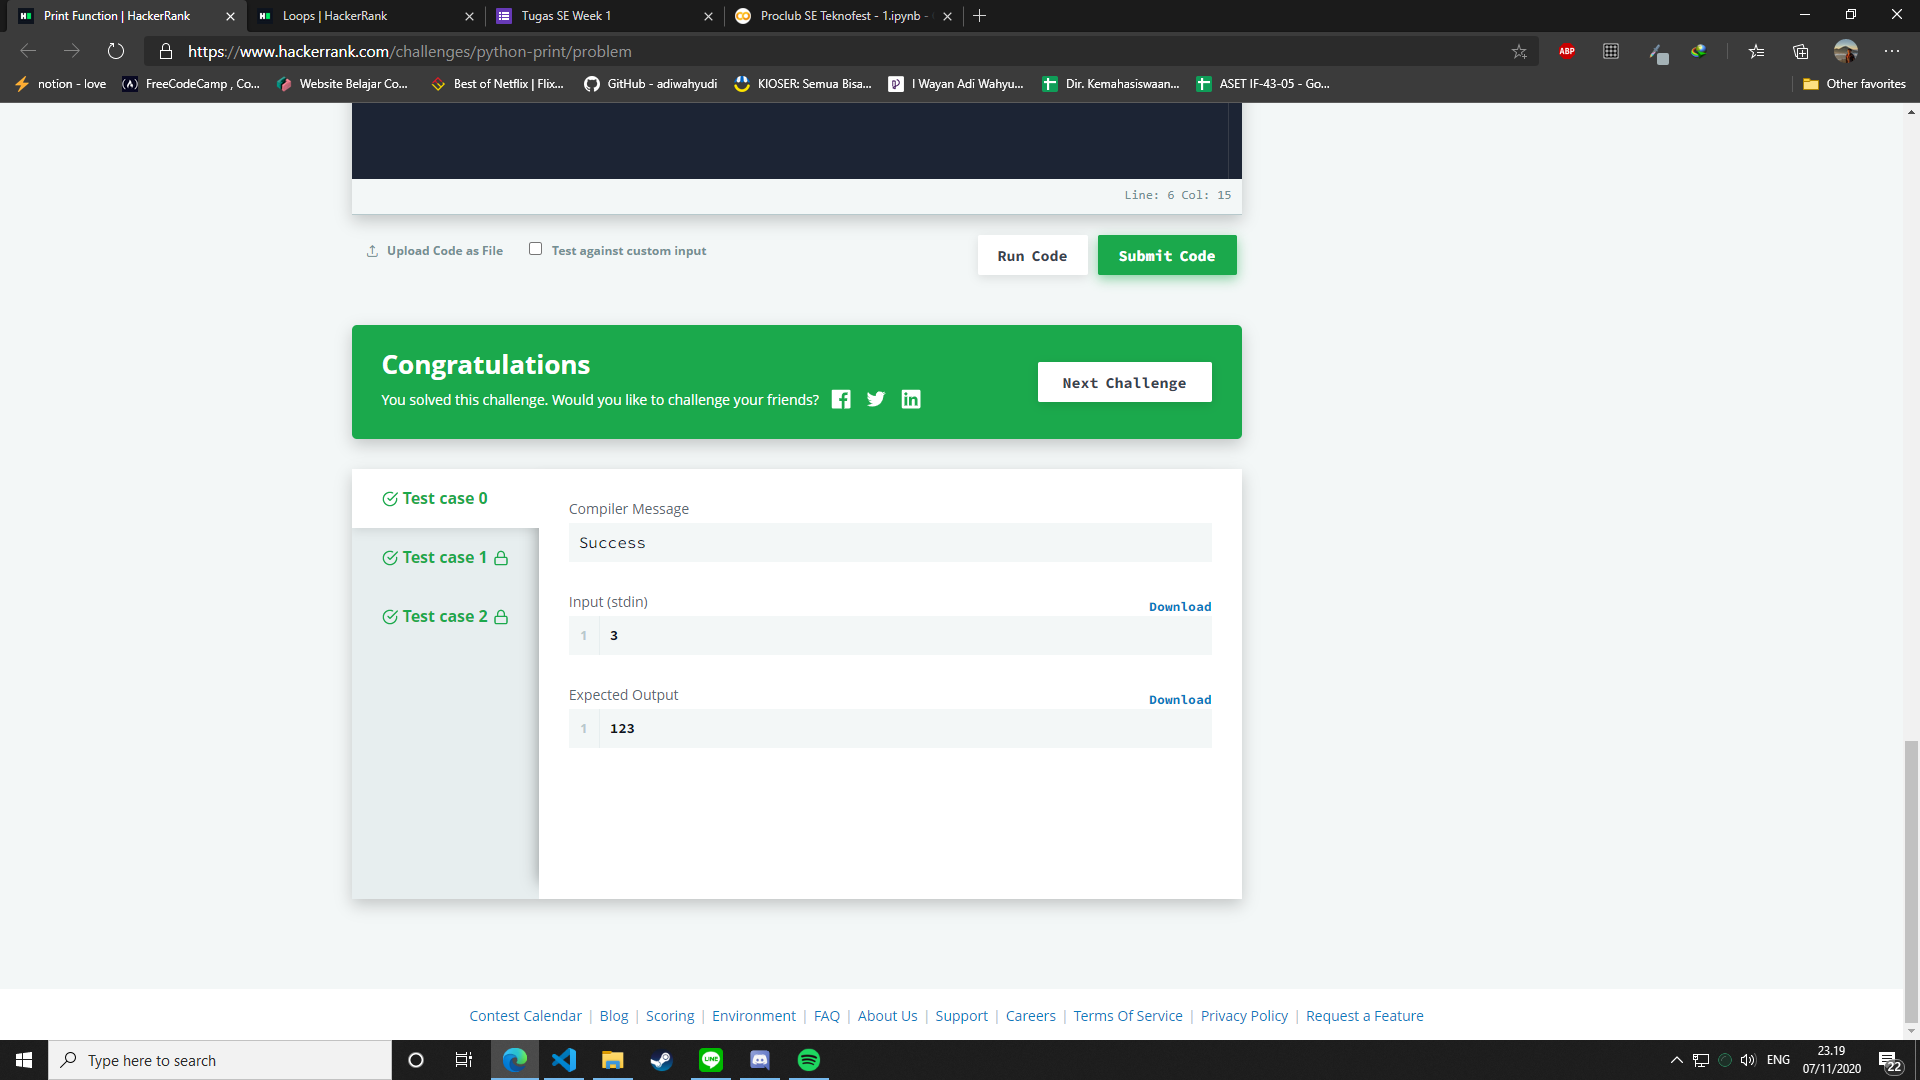 Print Function | HackerRank
Loops | HackerRank
Tugas SE Week 1
Proclub SE Teknofest - 1.ipynb -
https://www.hackerrank.com/challenges/python-print/problem
ABP
notion - love
FreeCodeCamp , Co...
Website Belajar Co...
Best of Netflix | Flix...
GitHub - adiwahyudi
KIOSER: Semua Bisa...
I Wayan Adi Wahyu...
Dir. Kemahasiswaan...
ASET IF-43-05 - Go...
Other favorites
Line: 6 Col: 15
Upload Code as File
Test against custom input
Run Code
Submit Code
Congratulations
You solved this challenge. Would you like to challenge your friends?
Next Challenge
Test case 0
Test case 1
Test case 2
Compiler Message
Success
Input (stdin)
Download
1 3
Expected Output
Download
1 123
Contest Calendar | Blog | Scoring | Environment | FAQ | About Us | Support | Careers | Terms Of Service | Privacy Policy | Request a Feature
Type here to search
LINE
ENG
23.19
07/11/2020
22